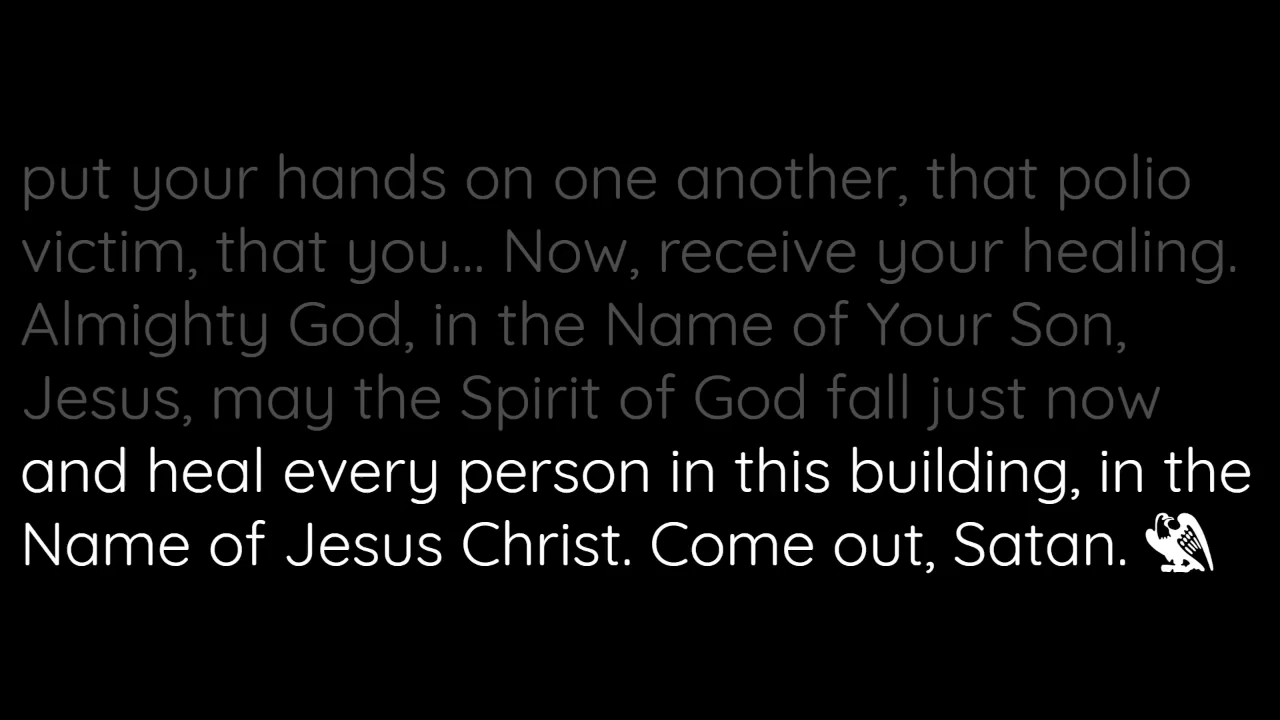 put your hands on one another, that polio
victim, that you... Now, receive your healing.
Almighty God, in the Name of Your Son,
Jesus, may the Spirit of God fall just now
and heal every person in this building, in the
Name of Jesus Christ. Come out, Satan.